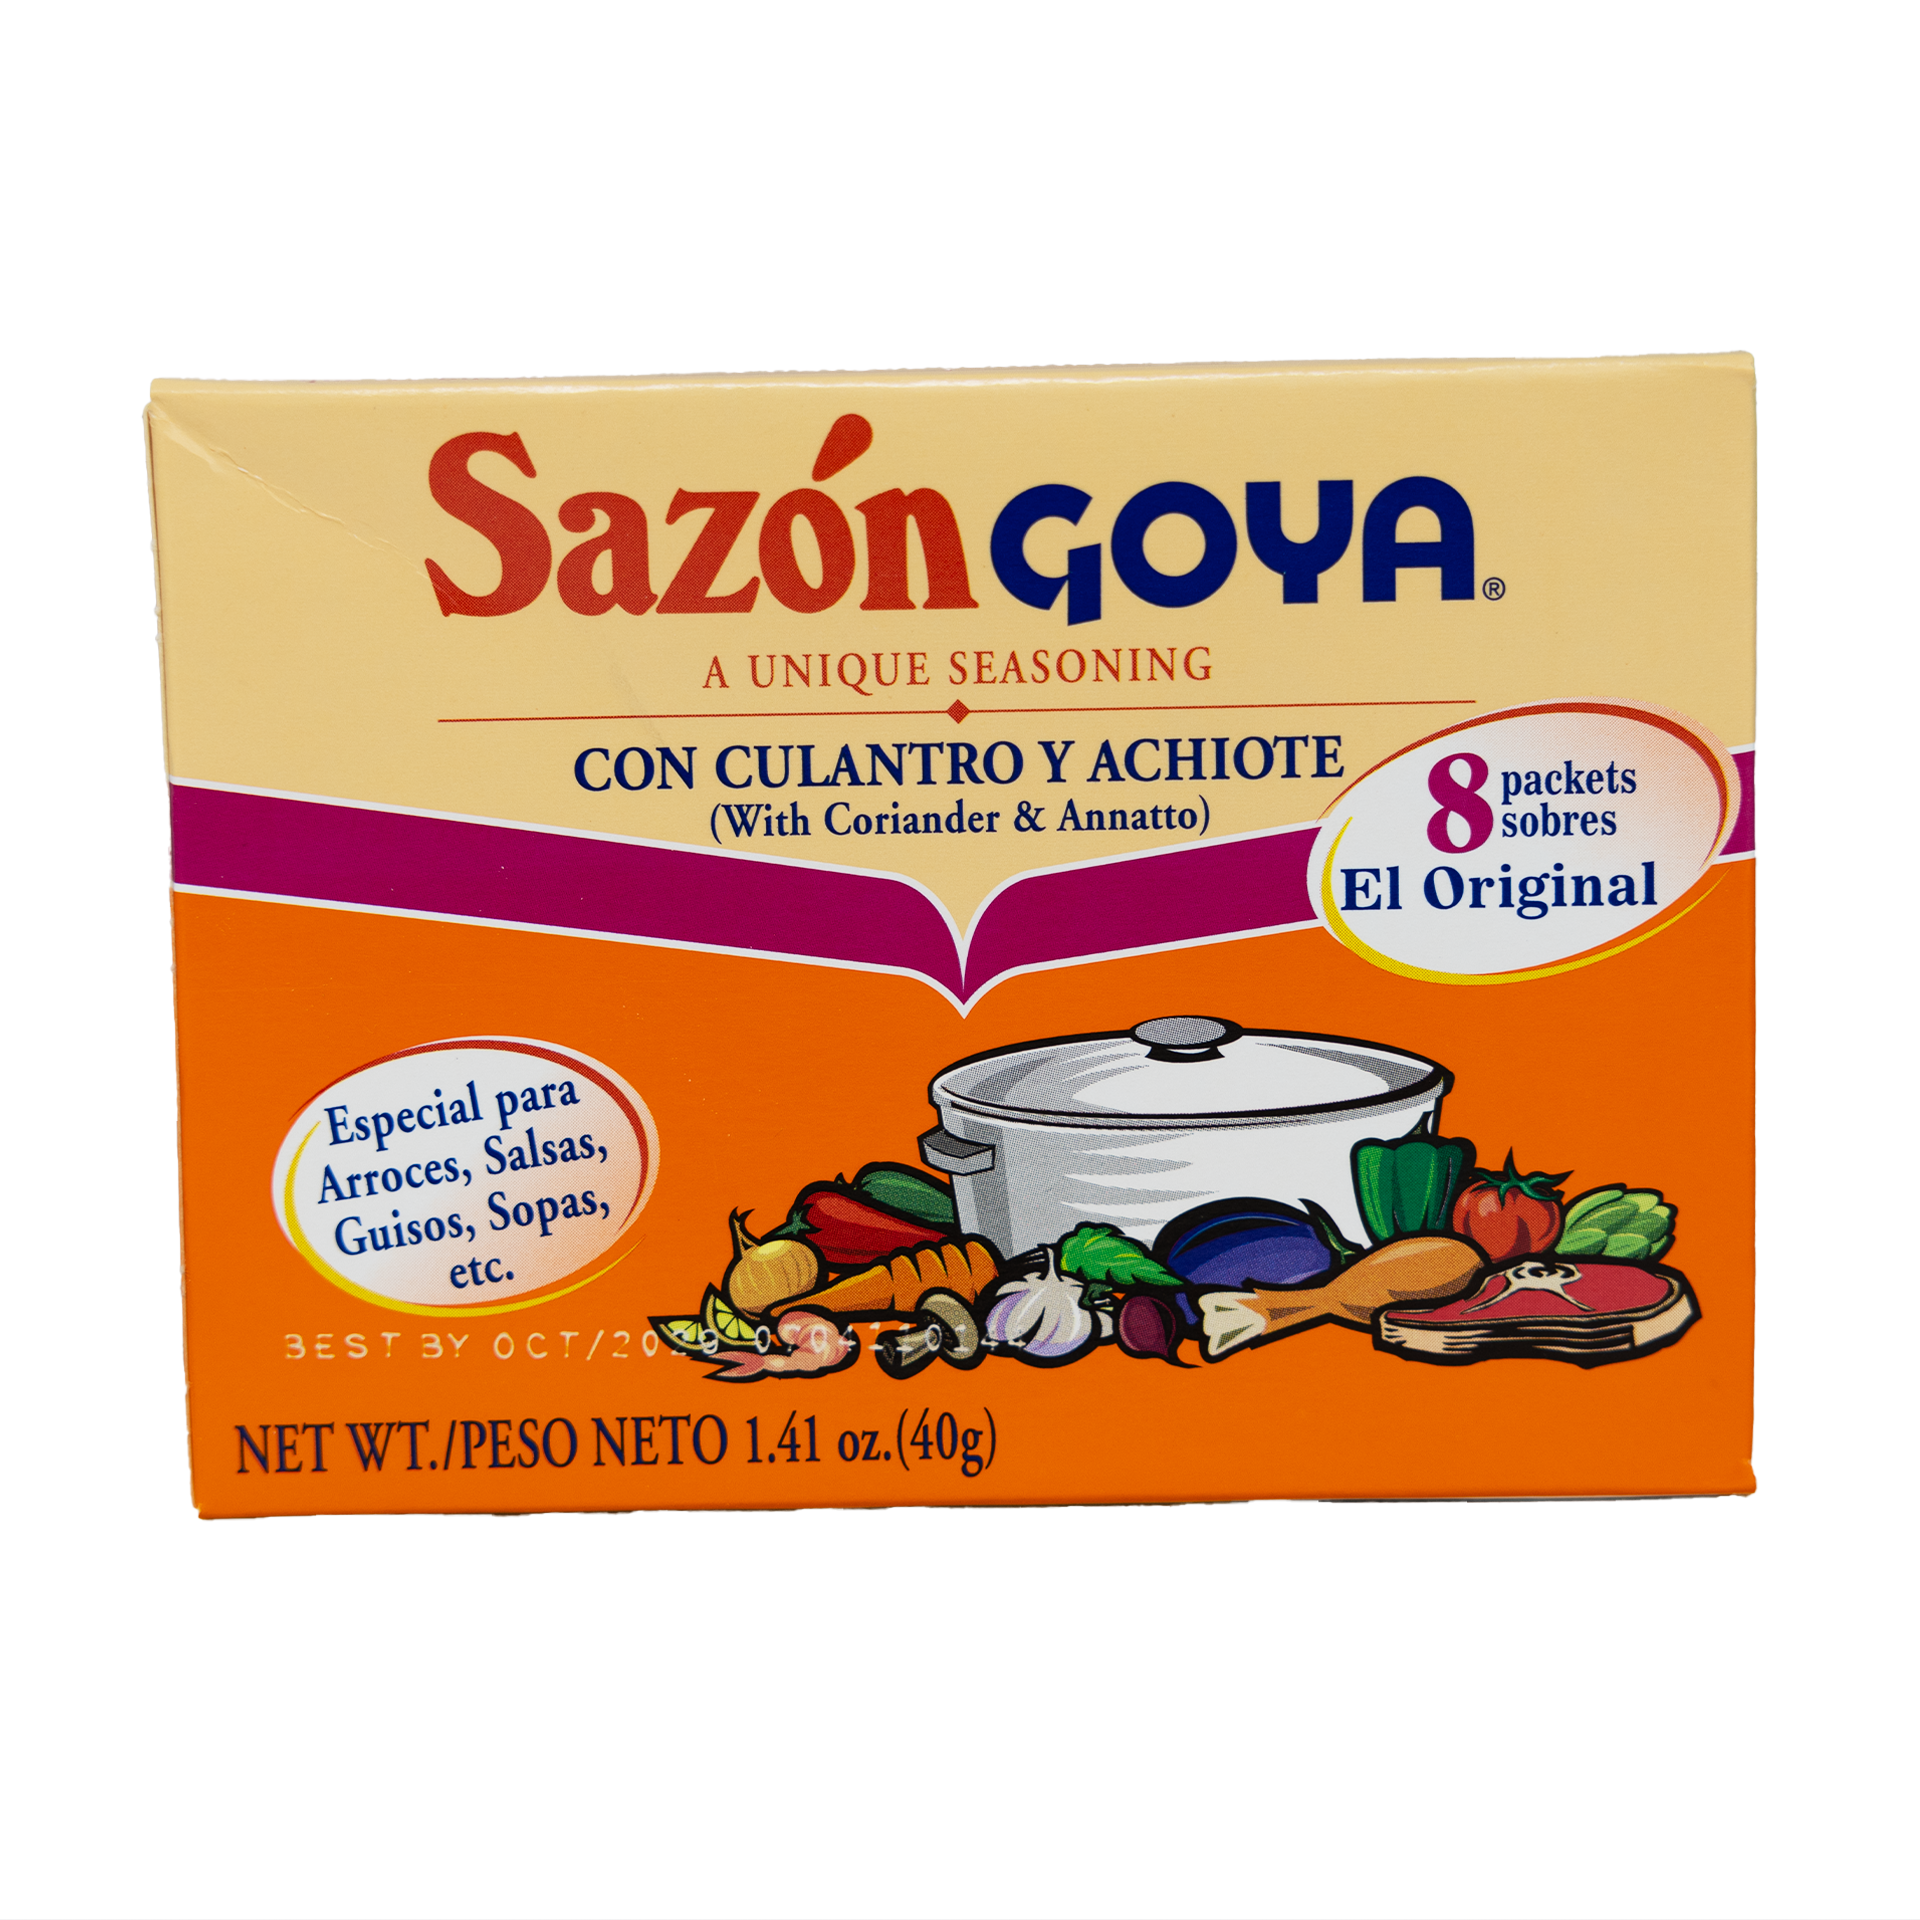 Sazón GOYA®
A UNIQUE SEASONING
CON CULANTRO Y ACHIOTE
(With Coriander & Annatto)
8 packets
sobres
El Original
Especial para
Arroces, Salsas,
Guisos, Sopas,
etc.
BEST BY OCT/2029
NET WT./PESO NETO 1.41 oz.(40g)